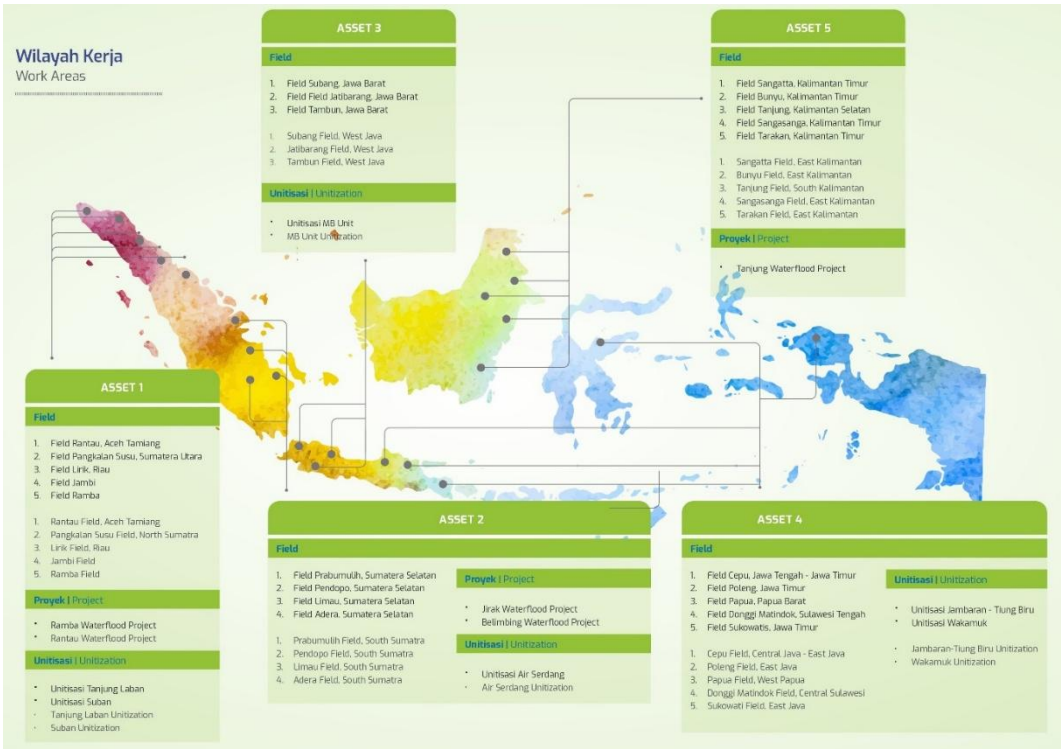 Wilayah Kerja
Work Areas
ASSET 3
Field
1. Field Subang, Jawa Barat
2. Field Field Jatibarang, Jawa Barat
3. Field Tambun, Jawa Barat
1. Subang Field, West Java
2. Jatibarang Field, West Java
3. Tambun Field, West Java
Unitisasi | Unitization
• Unitisasi MB Unit
• MB Unit Unitization
ASSET 5
Field
1. Field Sangatta, Kalimantan Timur
2. Field Bunyu, Kalimantan Timur
3. Field Tanjung, Kalimantan Selatan
4. Field Sangasanga, Kalimantan Timur
5. Field Tarakan, Kalimantan Timur
1. Sangatta Field, East Kalimantan
2. Bunyu Field, East Kalimantan
3. Tanjung Field, South Kalimantan
4. Sangasanga Field, East Kalimantan
5. Tarakan Field, East Kalimantan
Proyek | Project
• Tanjung Waterflood Project
ASSET 1
Field
1. Field Rantau, Aceh Tamiang
2. Field Pangkalan Susu, Sumatera Utara
3. Field Lirik, Riau
4. Field Jambi
5. Field Ramba
1. Rantau Field, Aceh Tamiang
2. Pangkalan Susu Field, North Sumatra
3. Lirik Field, Riau
4. Jambi Field
5. Ramba Field
Proyek | Project
• Ramba Waterflood Project
• Rantau Waterflood Project
Unitisasi | Unitization
• Unitisasi Tanjung Laban
• Unitisasi Suban
• Tanjung Laban Unitization
• Suban Unitization
ASSET 2
Field
1. Field Prabumulih, Sumatera Selatan
2. Field Pendopo, Sumatera Selatan
3. Field Limau, Sumatera Selatan
4. Field Adera, Sumatera Selatan
1. Prabumulih Field, South Sumatra
2. Pendopo Field, South Sumatra
3. Limau Field, South Sumatra
4. Adera Field, South Sumatra
Proyek | Project
• Jirak Waterflood Project
• Belimbing Waterflood Project
Unitisasi | Unitization
• Unitisasi Air Serdang
• Air Serdang Unitization
ASSET 4
Field
1. Field Cepu, Jawa Tengah - Jawa Timur
2. Field Poleng, Jawa Timur
3. Field Papua, Papua Barat
4. Field Donggi Matindok, Sulawesi Tengah
5. Field Sukowatis, Jawa Timur
1. Cepu Field, Central Java - East Java
2. Poleng Field, East Java
3. Papua Field, West Papua
4. Donggi Matindok Field, Central Sulawesi
5. Sukowati Field, East Java
Unitisasi | Unitization
• Unitisasi Jambaran - Tiung Biru
• Unitisasi Wakamuk
• Jambaran-Tiung Biru Unitization
• Wakamuk Unitization